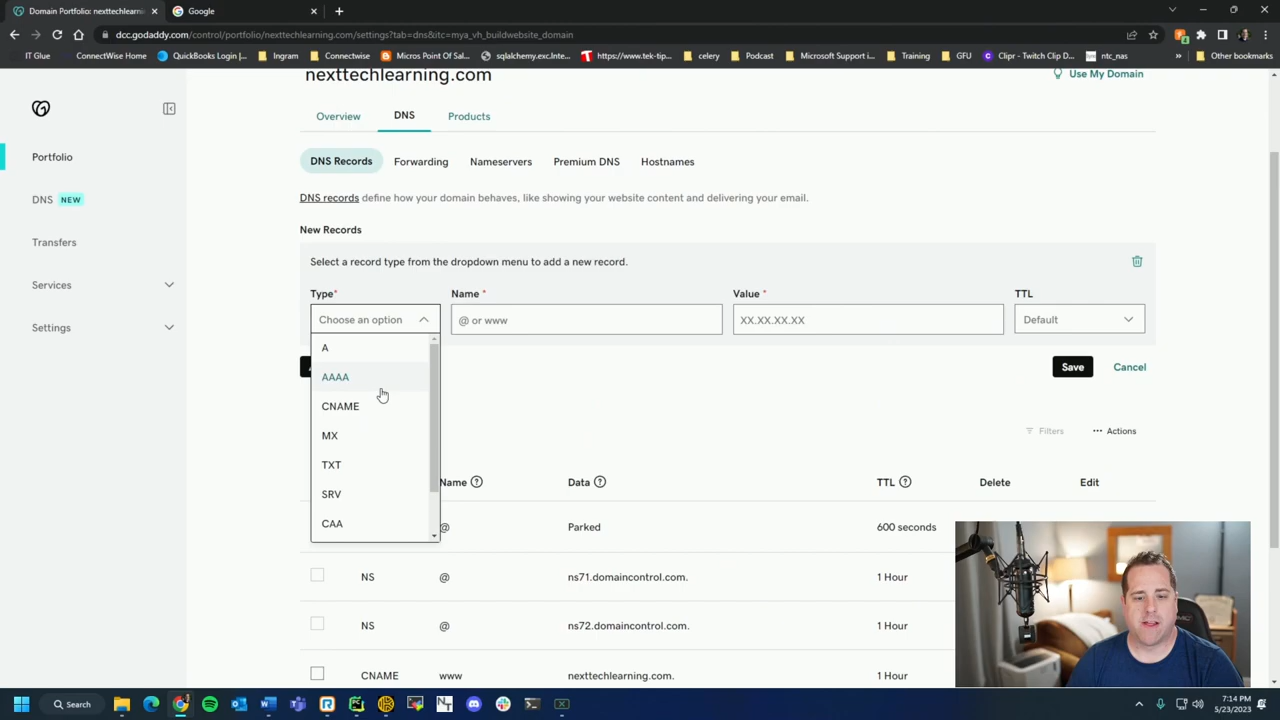 Domain Portfolio: nexttechlearning
Google
dcc.godaddy.com/control/portfolio/nexttechlearning.com/settings?tab=dns&itc=mya_vh_buildwebsite_domain
IT Glue
ConnectWise Home
QuickBooks Login |
Ingram
Connectwise
Micros Point Of Sal...
sqlalchemy.exc.Inte...
https://www.tek-tip...
celery
Podcast
Microsoft Support i...
Training
GFU
Clipr - Twitch Clip D...
ntc_nas
Other bookmarks
nexttechlearning.com
Use My Domain
Overview
DNS
Products
Portfolio
DNS Records
Forwarding
Nameservers
Premium DNS
Hostnames
DNS NEW
DNS records define how your domain behaves, like showing your website content and delivering your email.
New Records
Transfers
Select a record type from the dropdown menu to add a new record.
Services
Type*
Name *
Value *
TTL
Choose an option
@ or www
XX.XX.XX.XX
Default
Settings
A
AAAA
CNAME
MX
TXT
SRV
CAA
Save
Cancel
Filters
Actions
Name
Data
TTL
Delete
Edit
@
Parked
600 seconds
NS
@
ns71.domaincontrol.com.
1 Hour
NS
@
ns72.domaincontrol.com.
1 Hour
CNAME
www
nexttechlearning.com.
1 Hour
Search
7:14 PM
5/23/2023